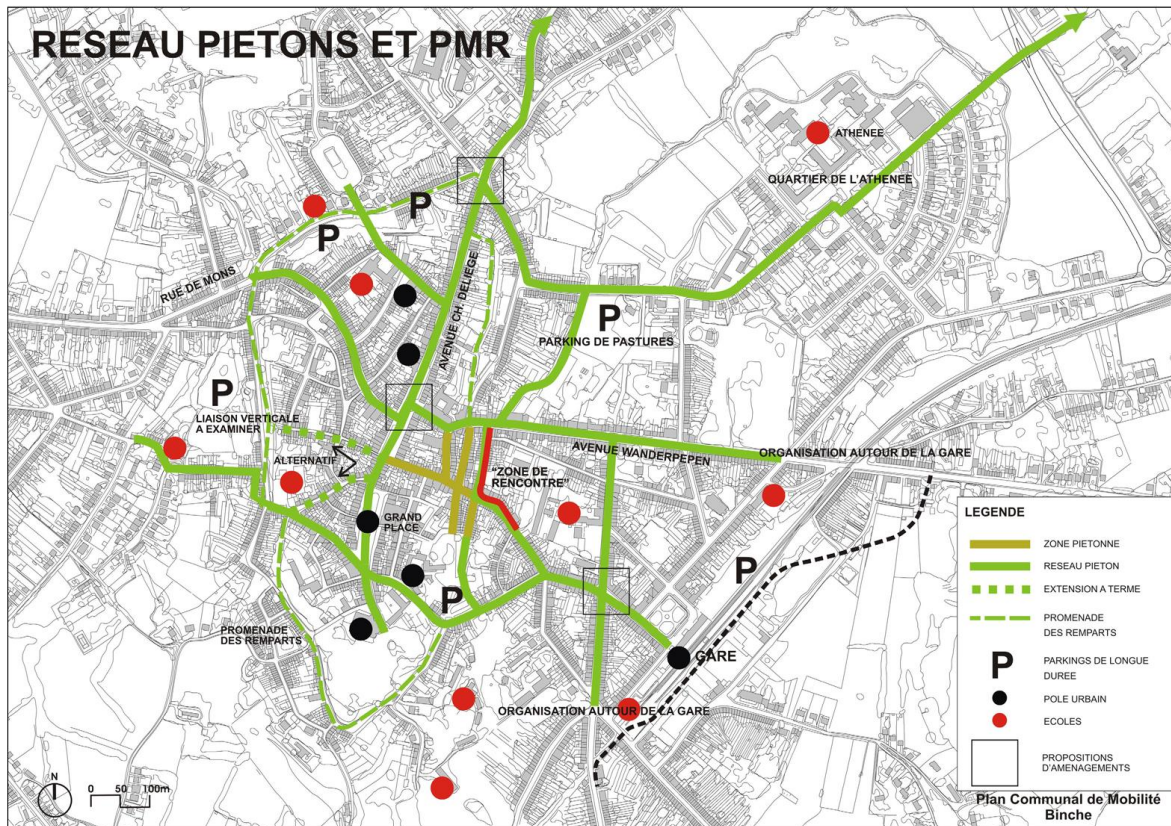 RESEAU PIETONS ET PMR
ATHENEE
QUARTIER DE L'ATHENEE
P
P
RUE DE MONS
AVENUE CH. DELIEGE
P
PARKING DE PASTURES
P
LIAISON VERTICALE
A EXAMINER
ALTERNATIF
AVENUE WANDERPEPEN
ORGANISATION AUTOUR DE LA GARE
"ZONE DE
RENCONTRE"
GRAND
PLACE
P
P
PROMENADE
DES REMPARTS
GARE
ORGANISATION AUTOUR DE LA GARE
N
0 50 100m
LEGENDE
ZONE PIETONNE
RESEAU PIETON
EXTENSION A TERME
PROMENADE
DES REMPARTS
P
PARKINGS DE LONGUE
DUREE
POLE URBAIN
ECOLES
PROPOSITIONS
D'AMENAGEMENTS
Plan Communal de Mobilité
Binche